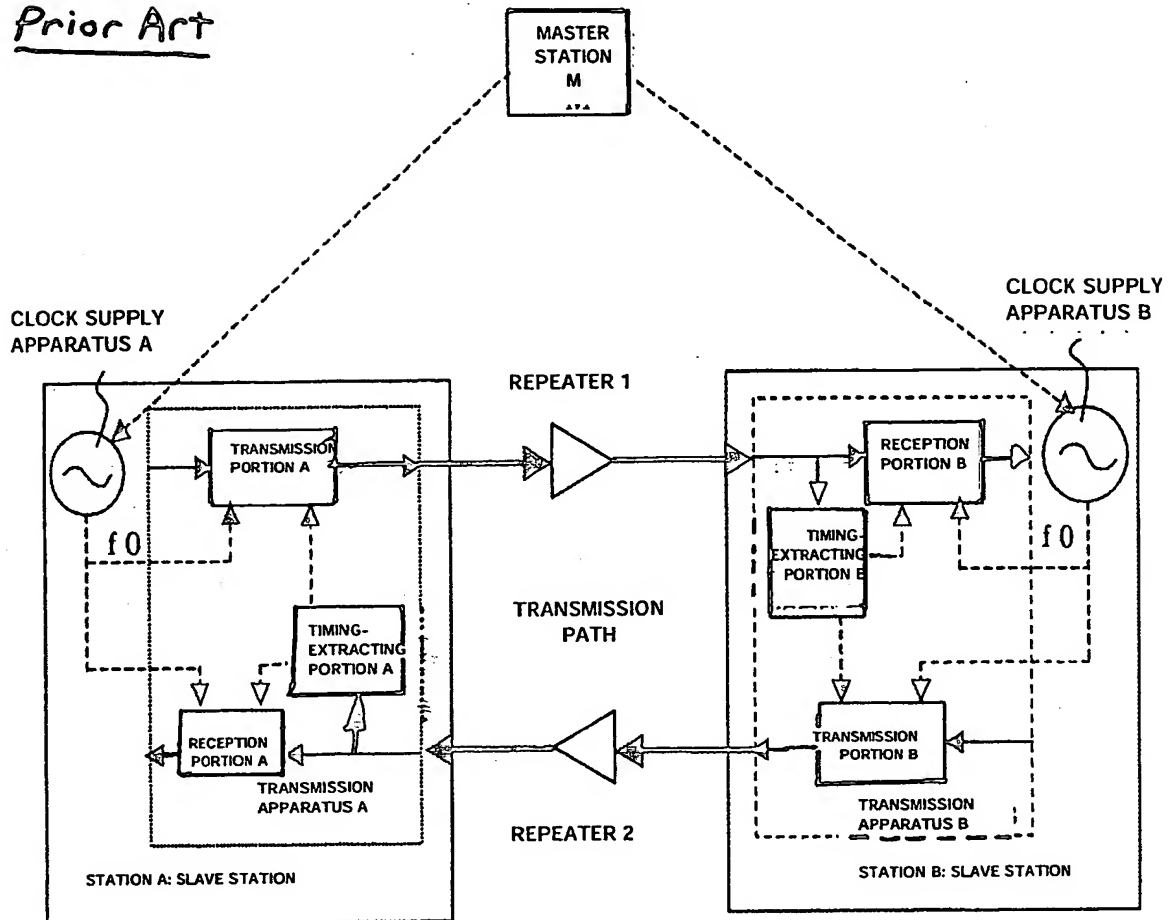 Prior Art
MASTER
STATION
M
CLOCK SUPPLY
APPARATUS A
CLOCK SUPPLY
APPARATUS B
REPEATER 1
TRANSMISSION
PORTION A
RECEPTION
PORTION B
f0
f0
TIMING-
EXTRACTING
PORTION B
TRANSMISSION
PATH
TIMING-
EXTRACTING
PORTION A
RECEPTION
PORTION A
TRANSMISSION
PORTION B
TRANSMISSION
APPARATUS A
TRANSMISSION
APPARATUS B
REPEATER 2
STATION A: SLAVE STATION
STATION B: SLAVE STATION